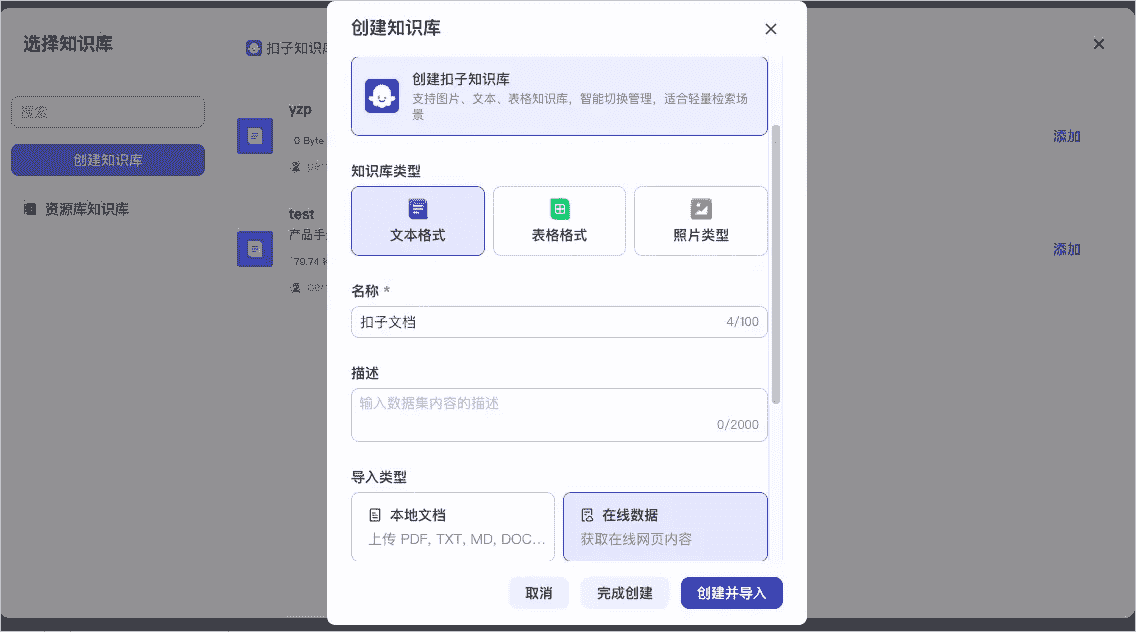 选择知识库
扣子知识库
搜索
创建知识库
资源库知识库
yzp
0 Byte
添加
test
产品手
79.74
添加
创建知识库
创建扣子知识库
支持图片、文本、表格知识库，智能切换管理，适合轻量检索场
景
知识库类型
文本格式
表格格式
照片类型
名称 *
扣子文档
4/100
描述
输入数据集内容的描述
0/2000
导入类型
本地文档
上传 PDF, TXT, MD, DOC...
在线数据
获取在线网页内容
取消
完成创建
创建并导入